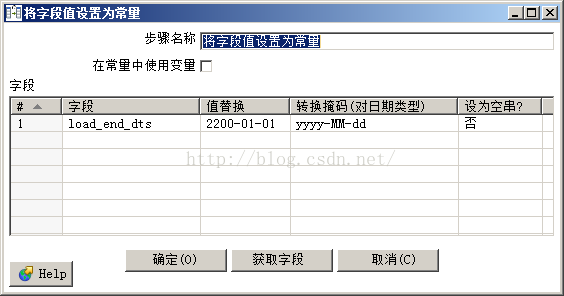 将字段值设置为常量
步骤名称 将字段值设置为常量
在常量中使用变量
字段
# 字段 值替换 转换掩码(对日期类型) 设为空串?
1 load_end_dts 2200-01-01 yyyy-MM-dd 否
http://blog.csdn.net/
确定(O) 获取字段 取消(C)
Help